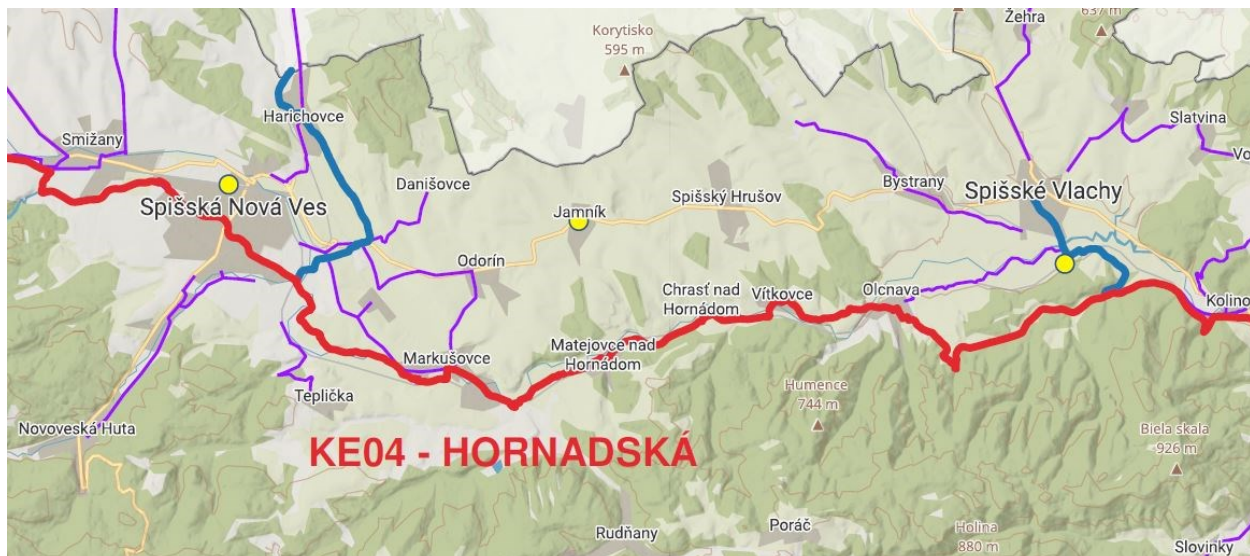 Žehra
637 m
Korytisko
595 m
Harichovce
Slatvina
Smižany
Danišovce
Bystrany
Spišské Vlachy
Spišský Hrušov
Spišská Nová Ves
Jamník
Odorín
Chrasť nad
Hornádom
Vítkovce
Olcnava
Kolino
Markušovce
Matejovce nad
Hornádom
Teplička
Humence
744 m
Novoveská Huta
KE04 - HORNADSKÁ
Biela skala
926 m
Rudňany
Poráč
Holina
880 m
Slovinky